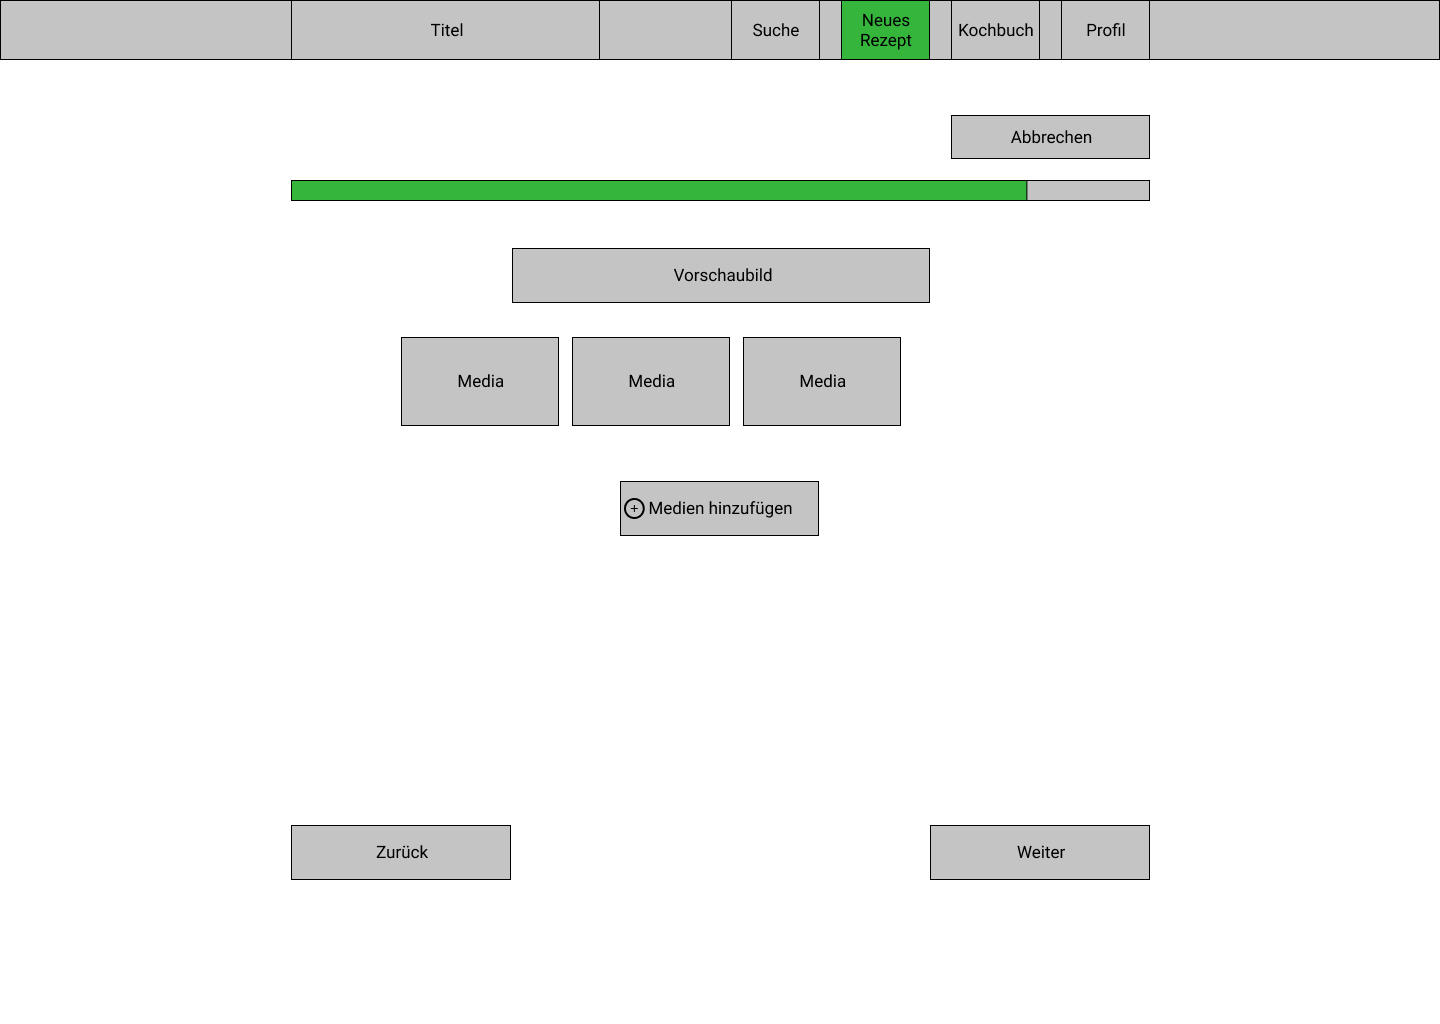 Titel
Suche
Neues
Rezept
Kochbuch
Profil
Abbrechen
Vorschaubild
Media
Media
Media
+ Medien hinzufügen
Zurück
Weiter